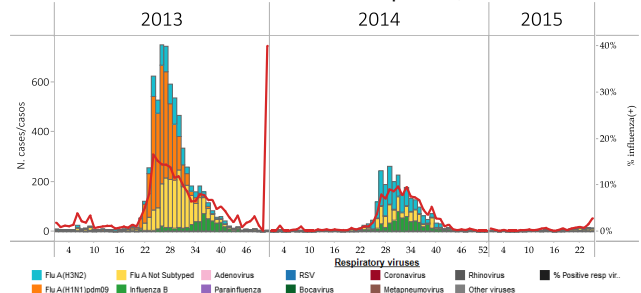 2013 2014 2015
600
400
200
0
N. cases/casos
40%
30%
20%
10%
0%
% influenza(+)
4 10 16 22 28 34 40 46 4 10 16 22 28 34 40 46 52 4 10 16 22
Respiratory viruses
Flu A(H3N2) Flu A Not Subtyped Adenovirus RSV Coronavirus Rhinovirus % Positive resp vir..
Flu A(H1N1)pdm09 Influenza B Parainfluenza Bocavirus Metapneumovirus Other viruses